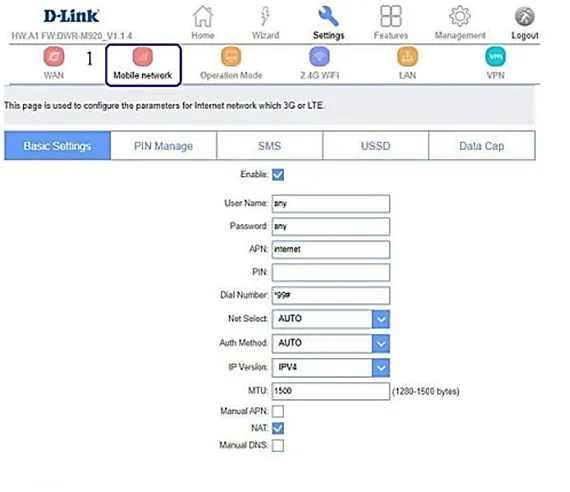 D-Link
HW:A1 FW:DWR-M920_V1.1.4
Home Wizard Settings Features Management Logout
1
WAN Mobile network Operation Mode 2.4G WiFi LAN VPN
VPN
This page is used to configure the parameters for Internet network which 3G or LTE.
Basic Settings PIN Manage SMS USSD Data Cap
Enable:
User Name: any
Password: any
APN: internet
PIN:
Dial Number: *99#
Net Select: AUTO
Auth Method: AUTO
IP Version: IPV4
MTU: 1500 (1280-1500 bytes)
Manual APN:
NAT:
Manual DNS: